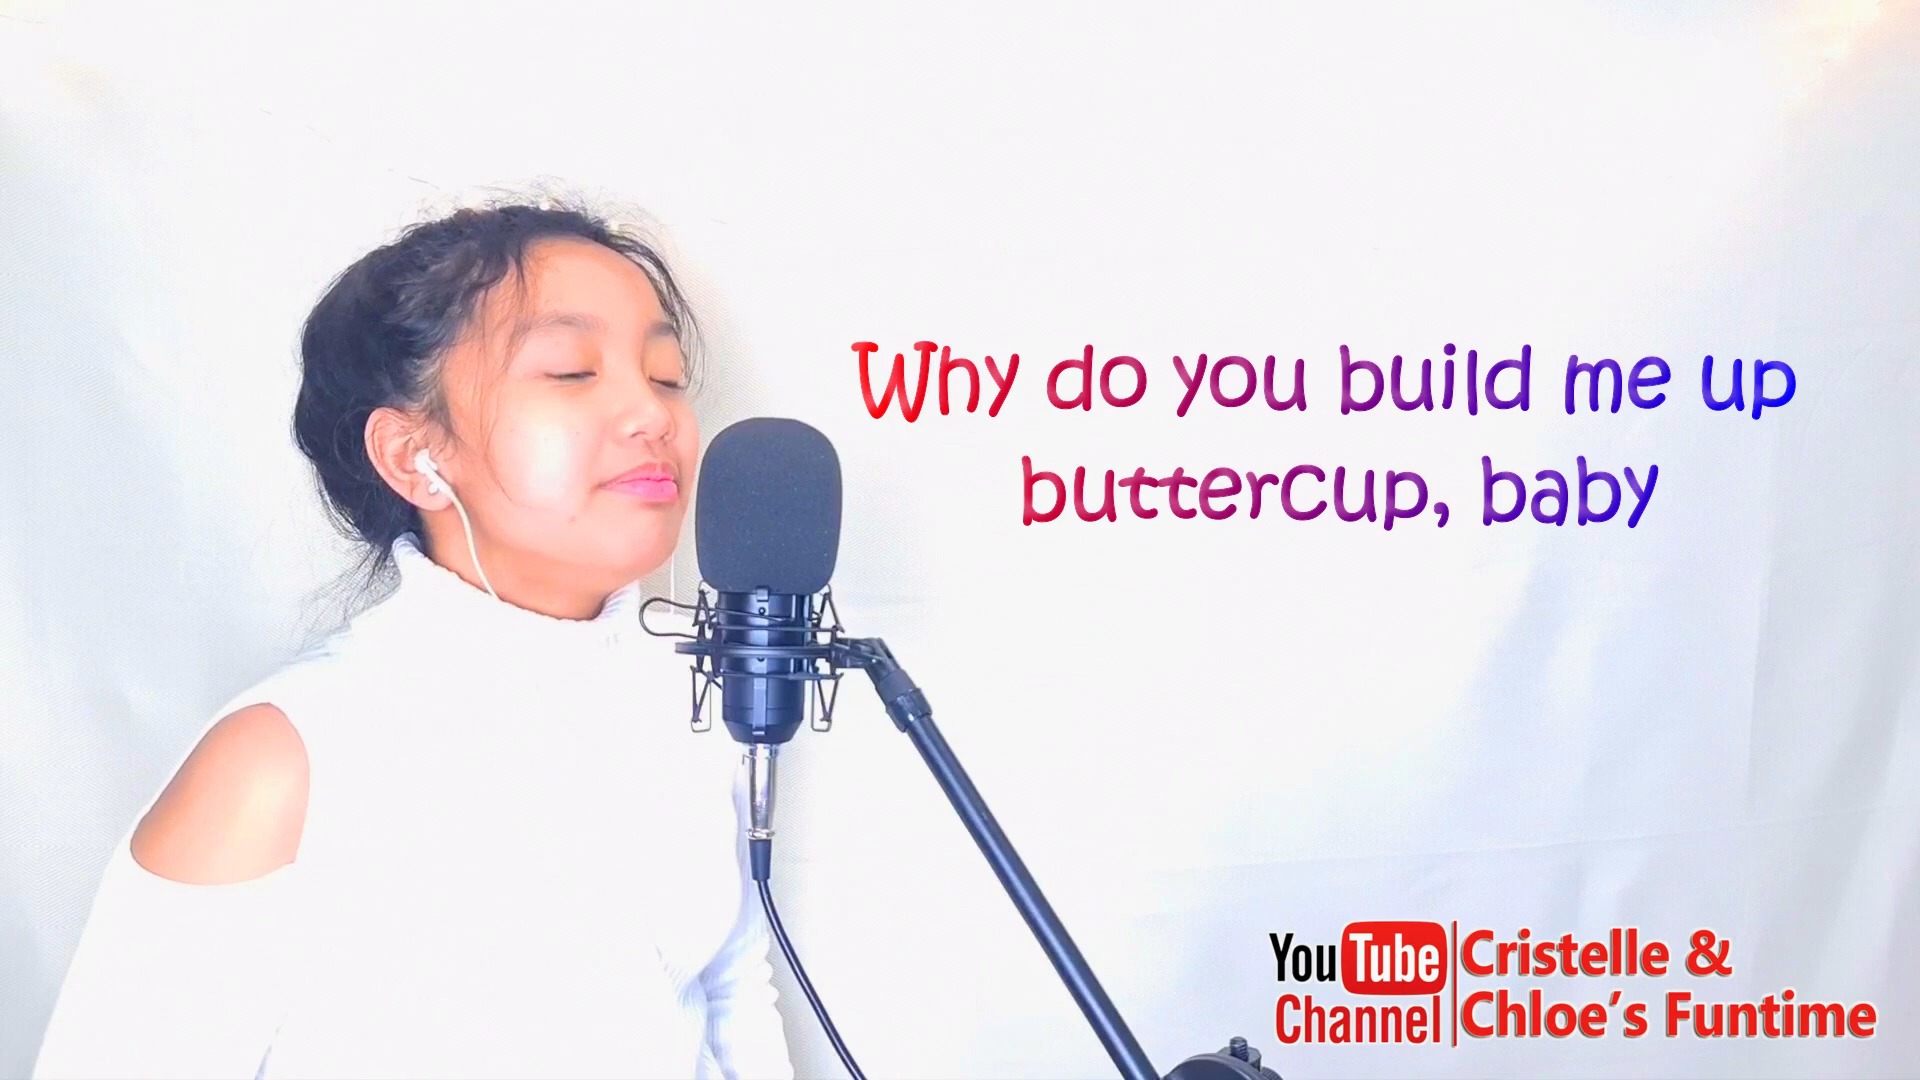 Why do you build me up
buttercup, baby
YouTube
Channel
Cristelle &
Chloe's Funtime